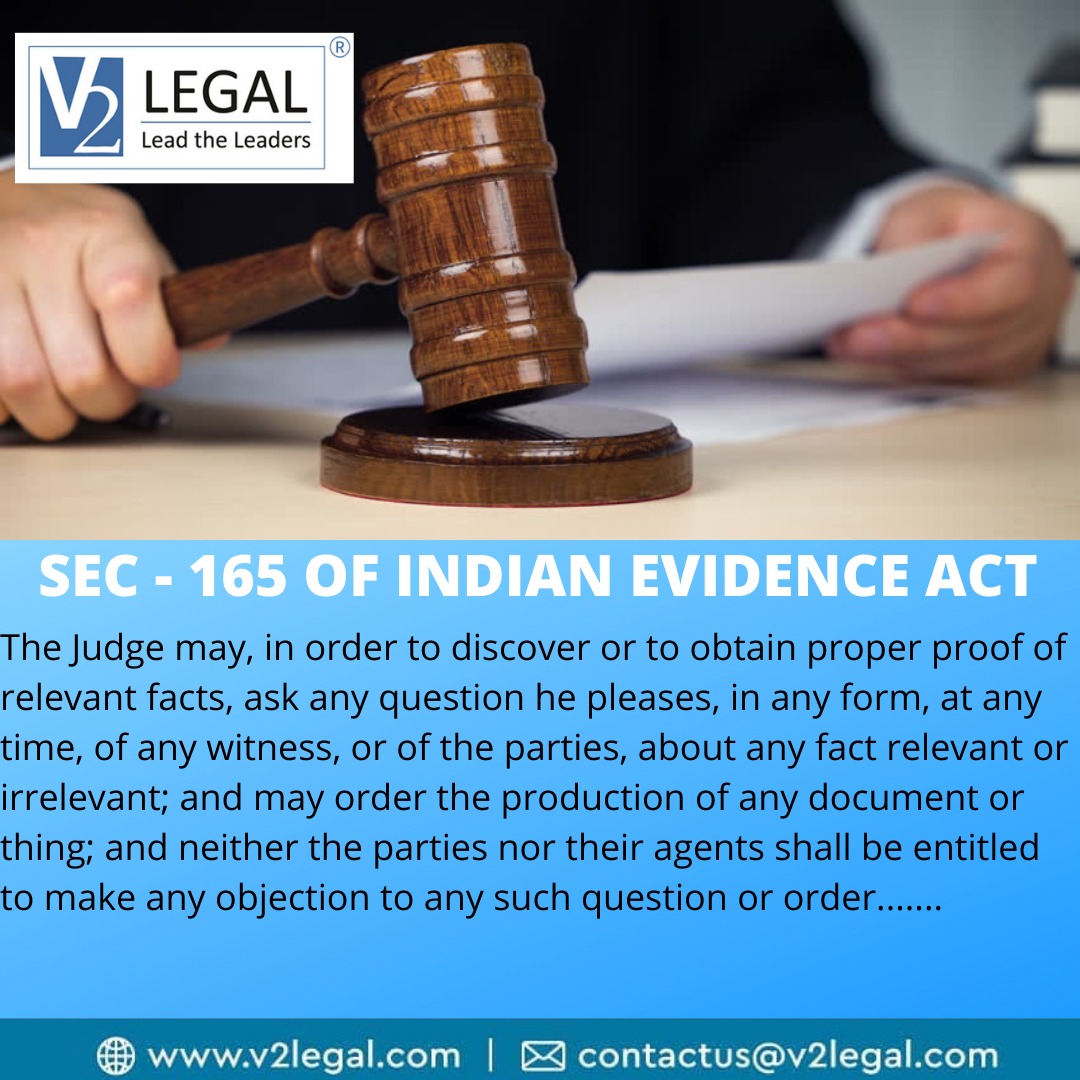 V2 LEGAL ®
Lead the Leaders
SEC - 165 OF INDIAN EVIDENCE ACT
The Judge may, in order to discover or to obtain proper proof of
relevant facts, ask any question he pleases, in any form, at any
time, of any witness, or of the parties, about any fact relevant or
irrelevant; and may order the production of any document or
thing; and neither the parties nor their agents shall be entitled
to make any objection to any such question or order.......
www.v2legal.com | contactus@v2legal.com